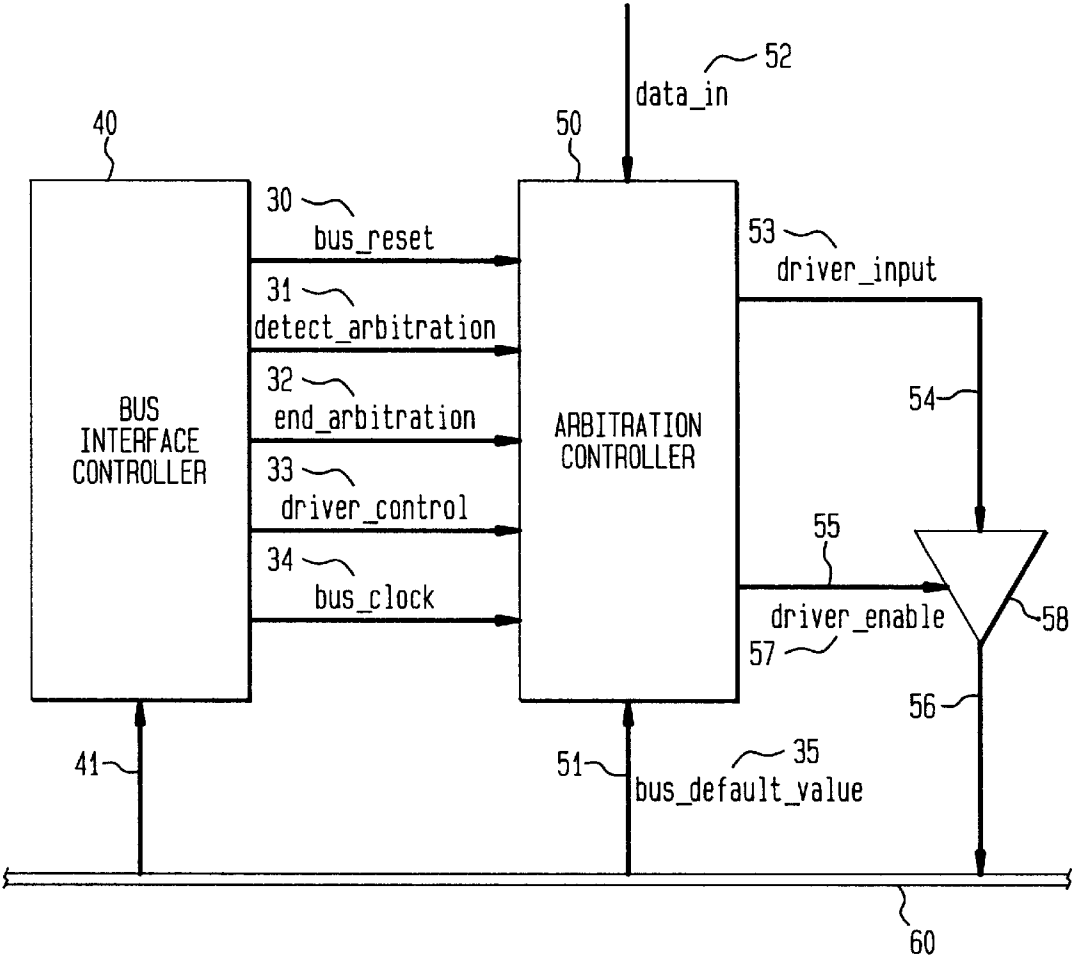 52
data_in
40
50
30
bus_reset
53
driver_input
31
detect_arbitration
32
end_arbitration
54
BUS
INTERFACE
CONTROLLER
ARBITRATION
CONTROLLER
33
driver_control
55
34
bus_clock
driver_enable
58
57
56
41
51
35
bus_default_value
60